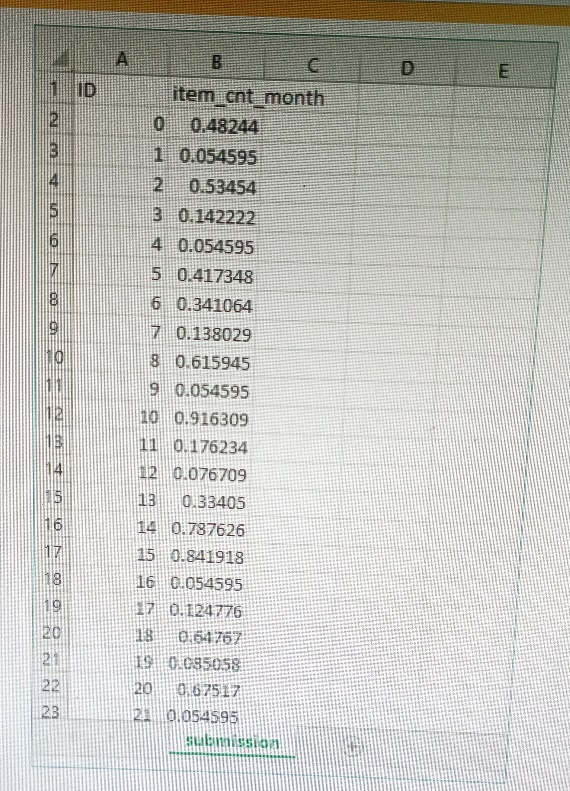 A B C D E
1 ID item_cnt_month
2 0 0.48244
3 1 0.054595
4 2 0.53454
5 3 0.142222
6 4 0.054595
7 5 0.417348
8 6 0.341064
9 7 0.138029
10 8 0.615945
11 9 0.054595
12 10 0.916309
13 11 0.176234
14 12 0.076709
15 13 0.33405
16 14 0.787626
17 15 0.841918
18 16 0.054595
19 17 0.124776
20 18 0.64767
21 19 0.085058
22 20 0.67517
23 21 0.054595
submission